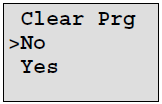 Clear Prg
>No
Yes